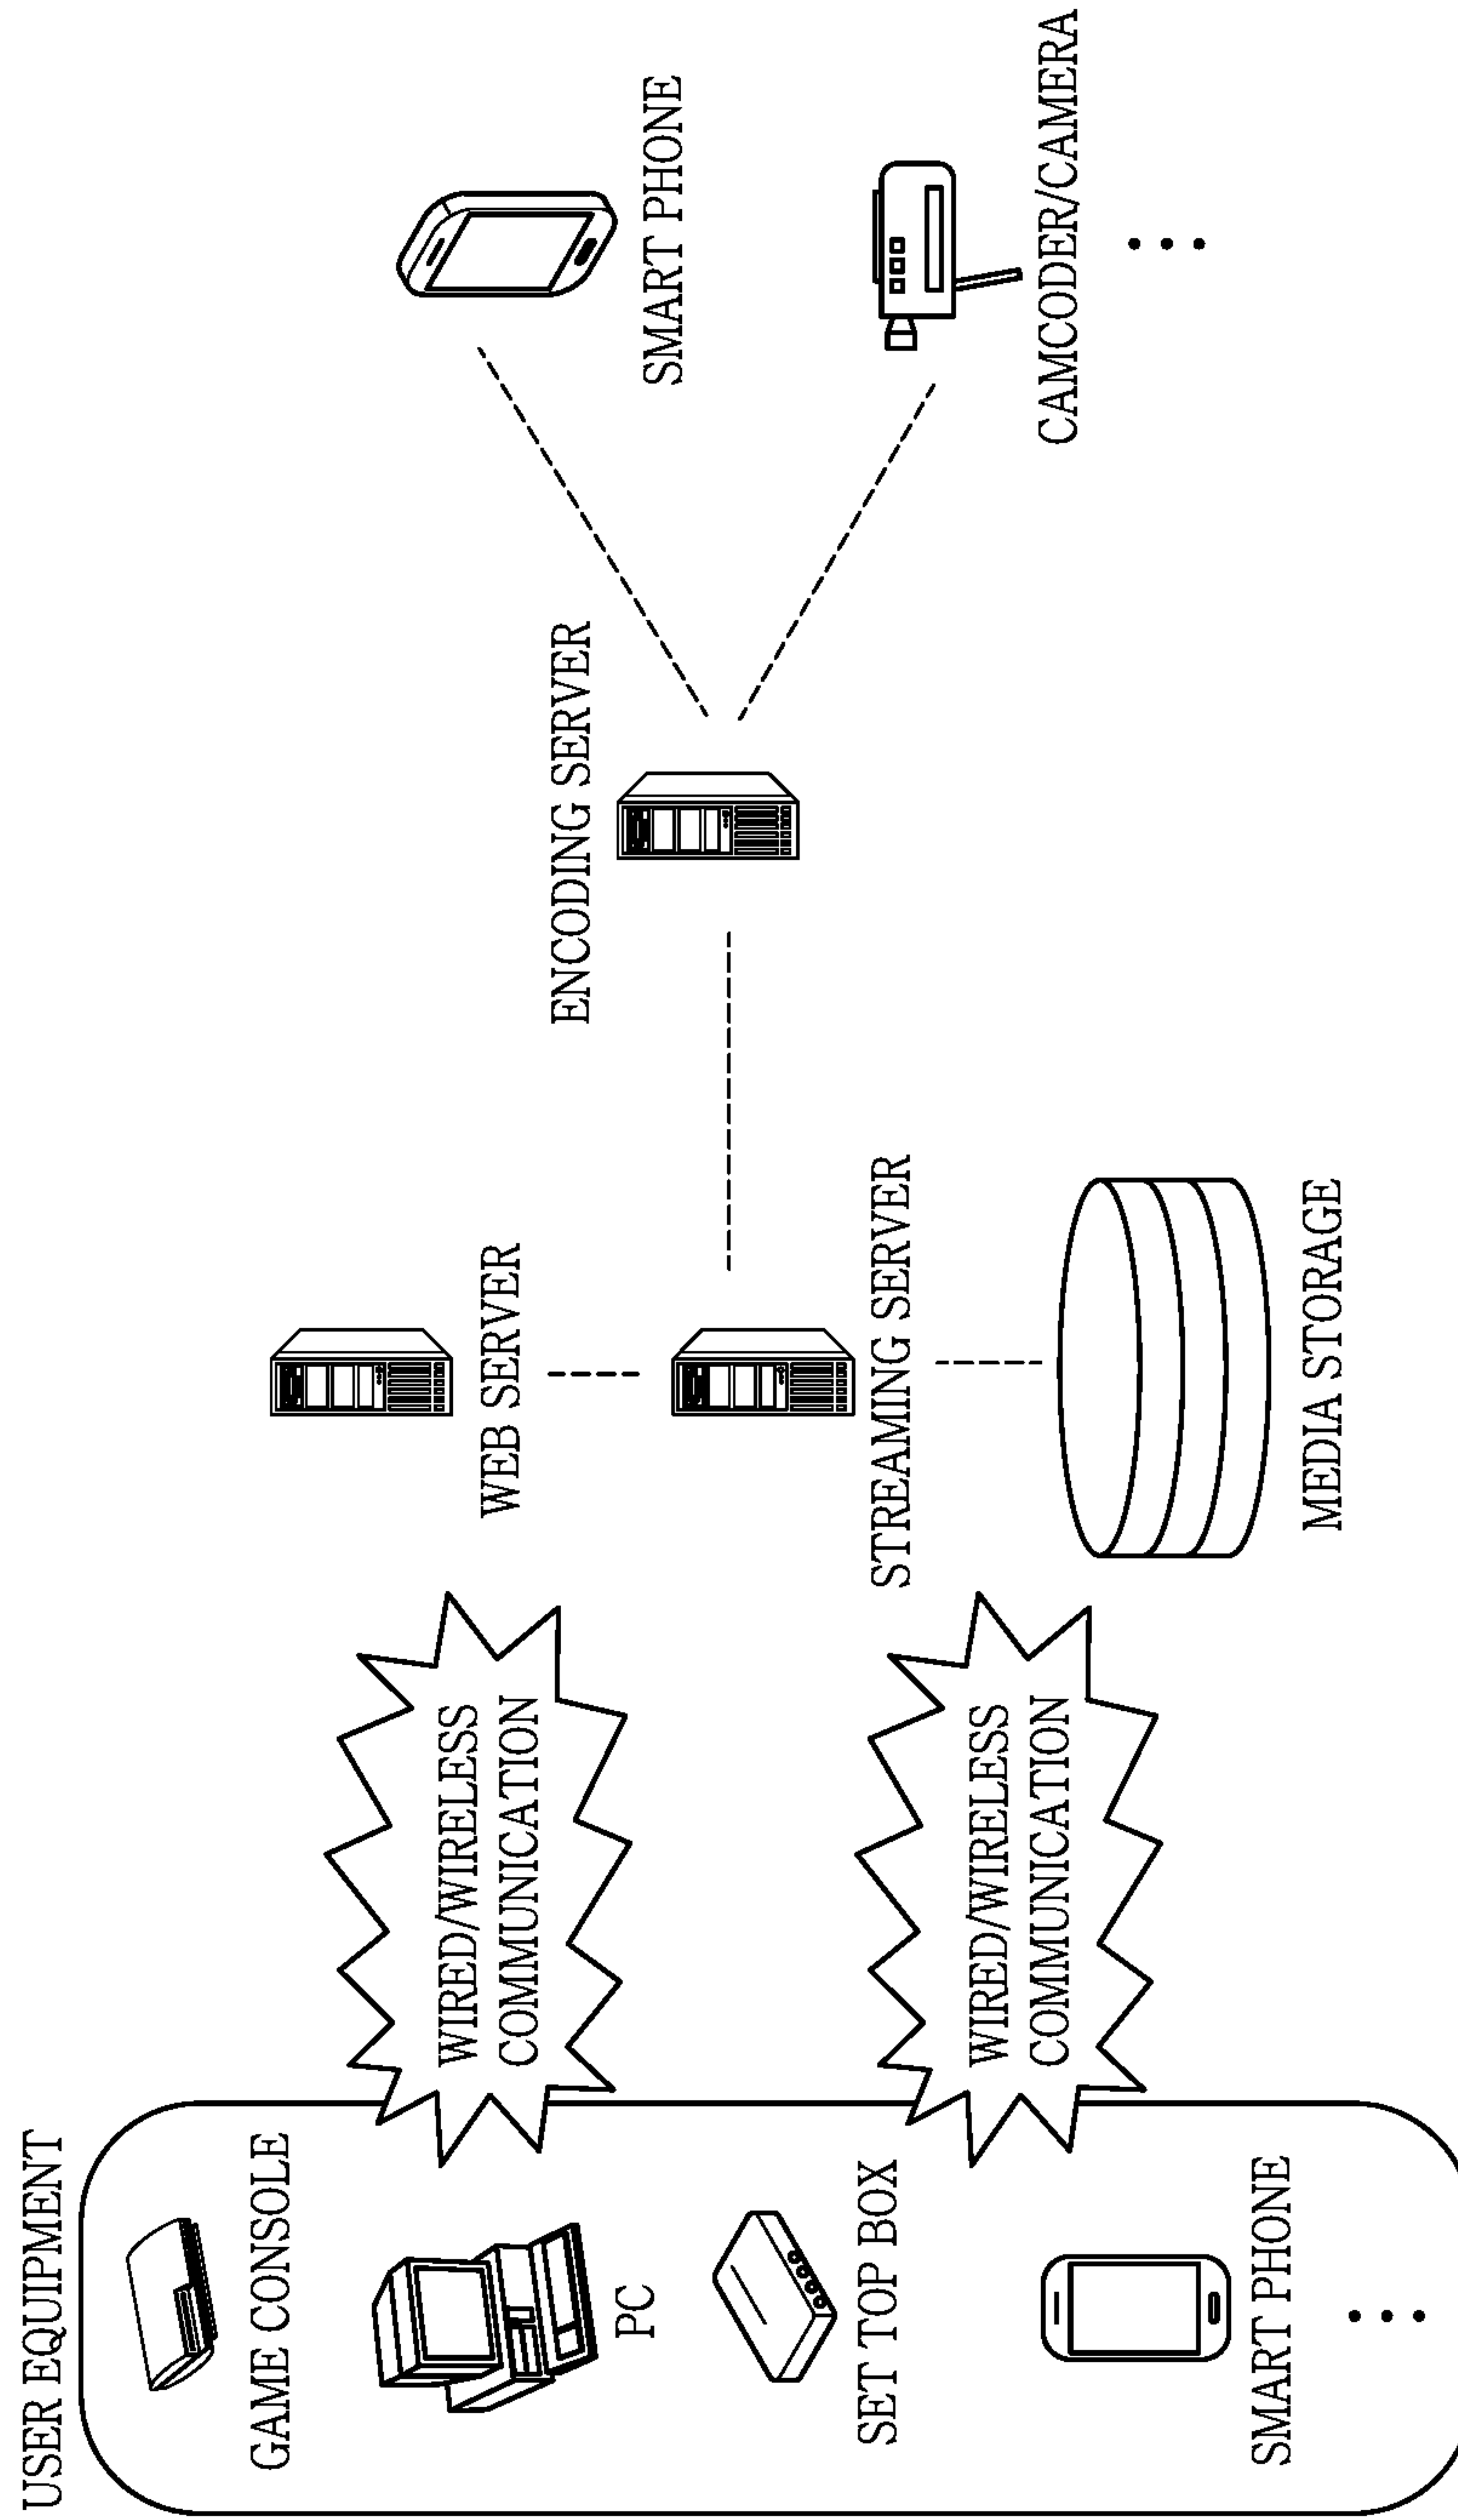 USER EQUIPMENT
GAME CONSOLE
PC
SET TOP BOX
SMART PHONE
WIRED/WIRELESS
COMMUNICATION
WIRED/WIRELESS
COMMUNICATION
WEB SERVER
STREAMING SERVER
MEDIA STORAGE
ENCODING SERVER
SMART PHONE
CAMCODER/CAMERA